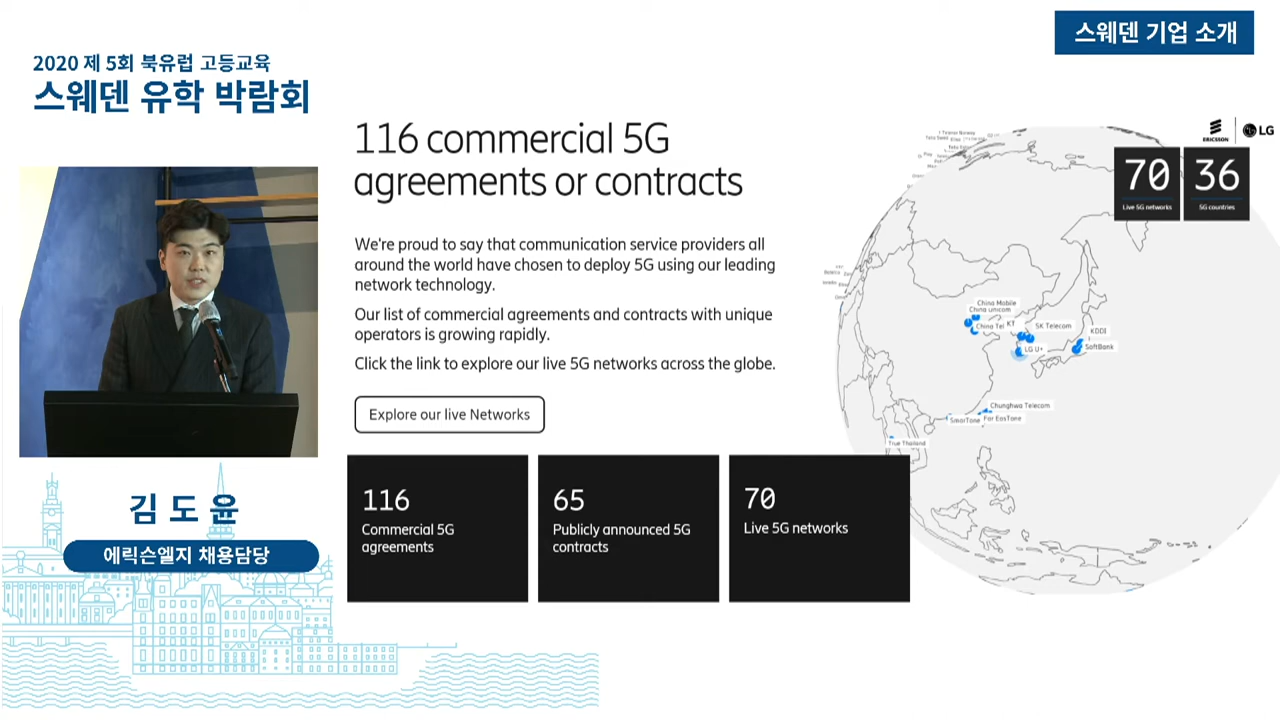 스웨덴 기업 소개
2020 제 5회 북유럽 고등교육
스웨덴 유학 박람회
116 commercial 5G
agreements or contracts
We're proud to say that communication service providers all
around the world have chosen to deploy 5G using our leading
network technology.
Our list of commercial agreements and contracts with unique
operators is growing rapidly.
Click the link to explore our live 5G networks across the globe.
Explore our live Networks
116
Commercial 5G
agreements
65
Publicly announced 5G
contracts
70
Live 5G networks
ERICSSON
LG
70
Live 5G networks
36
5G countries
China Mobile
China unicom
China Tel
KT
SK Telecom
LG U+
KDDI
SoftBank
Chunghwa Telecom
SmarTone
Far EasTone
True Thailand
김 도 윤
에릭슨엘지 채용담당